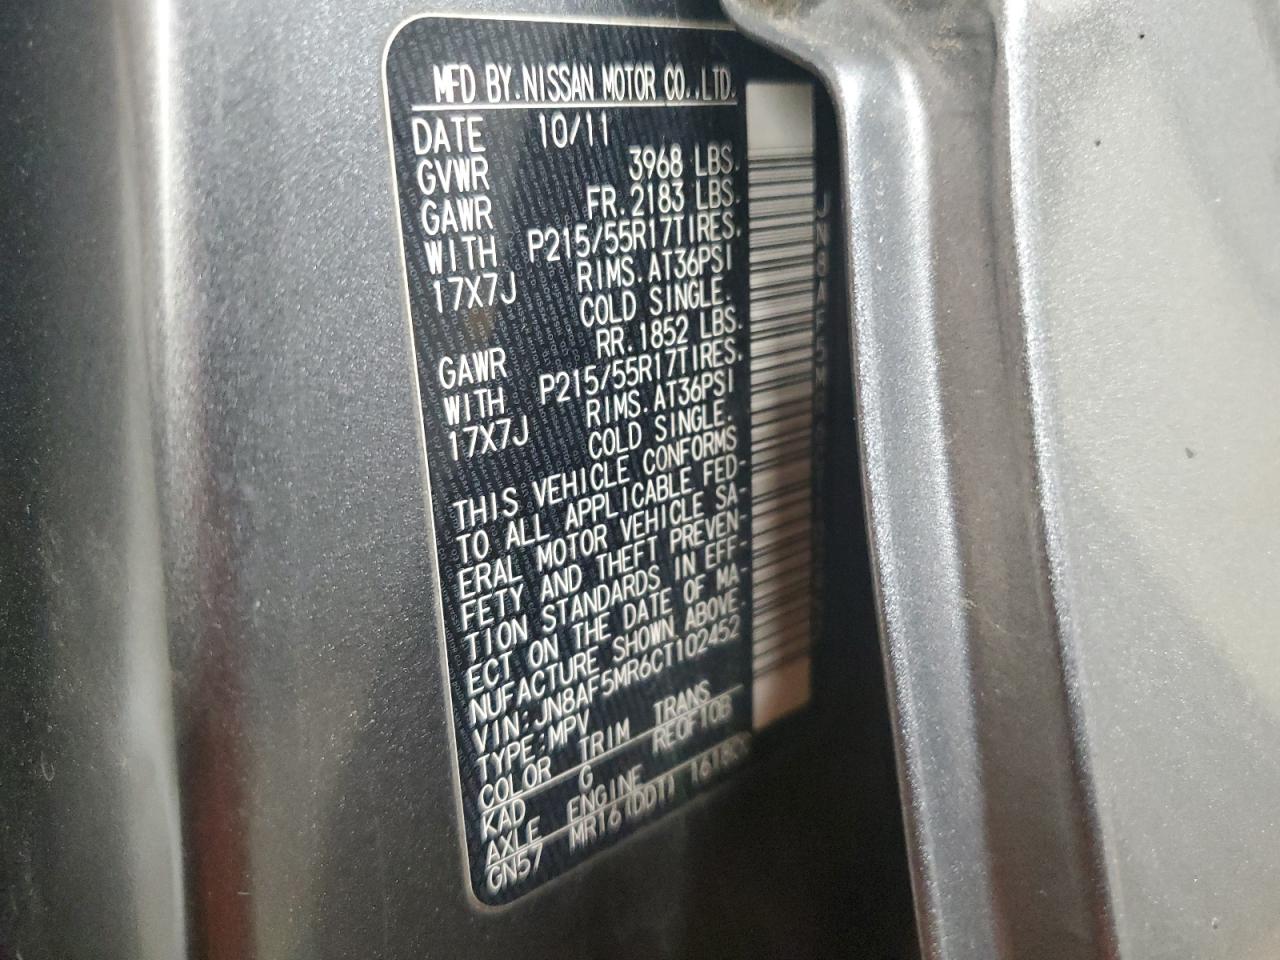 MFD BY.NISSAN MOTOR CO.,LTD.
DATE 10/11
GVWR 3968 LBS.
GAWR FR.2183 LBS.
WITH P215/55R17TIRES.
17X7J RIMS.AT36PSI
COLD SINGLE.
GAWR RR.1852 LBS.
WITH P215/55R17TIRES.
17X7J RIMS.AT36PSI
COLD SINGLE.
THIS VEHICLE CONFORMS
TO ALL APPLICABLE FED-
ERAL MOTOR VEHICLE SA-
FETY AND THEFT PREVEN-
TION STANDARDS IN EFF-
ECT ON THE DATE OF MA-
NUFACTURE SHOWN ABOVE.
VIN:JN8AF5MR6CT102452
TYPE:MPV
COLOR TRIM TRANS
KAD G REOF10B
AXLE ENGINE
GN57 MR16(DDT) 1618CC